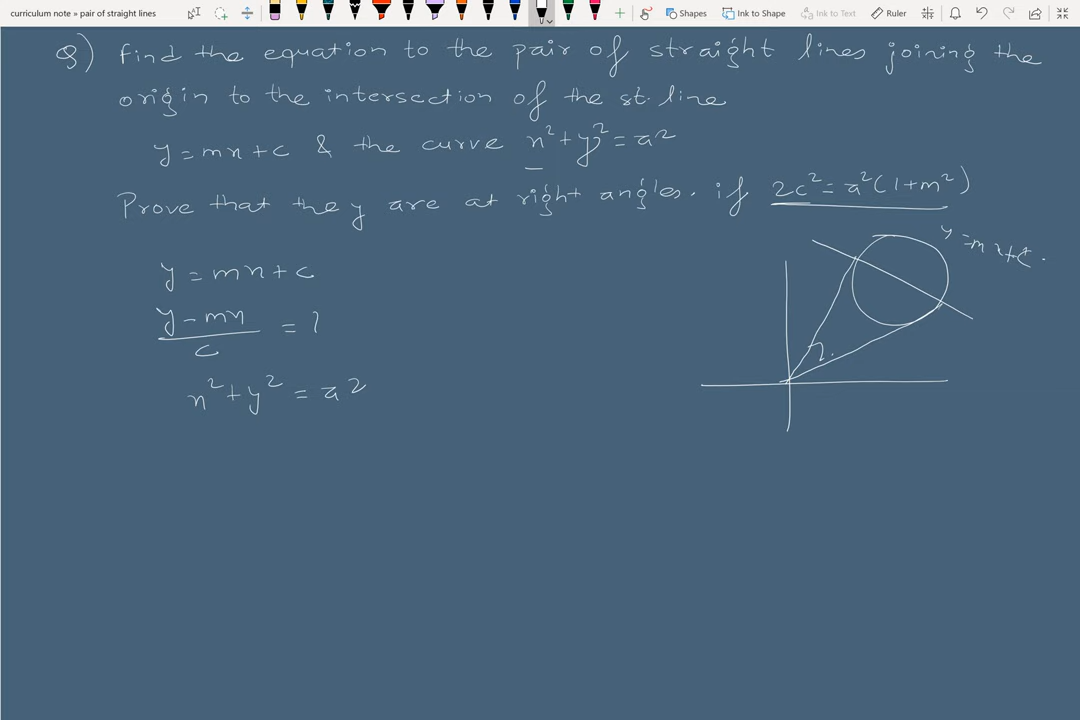 curriculum note » pair of straight lines
Shapes
Ink to Shape
Ink to Text
Ruler
Q) Find the equation to the pair of straight lines joining the
origin to the intersection of the st. line
y = mx + c & the curve x² + y² = a²
Prove that they are at right angles. if 2c² = a²(1+m²)
y = mx + c.
y = mx + c
y - mx
c
= 1
x² + y² = a²